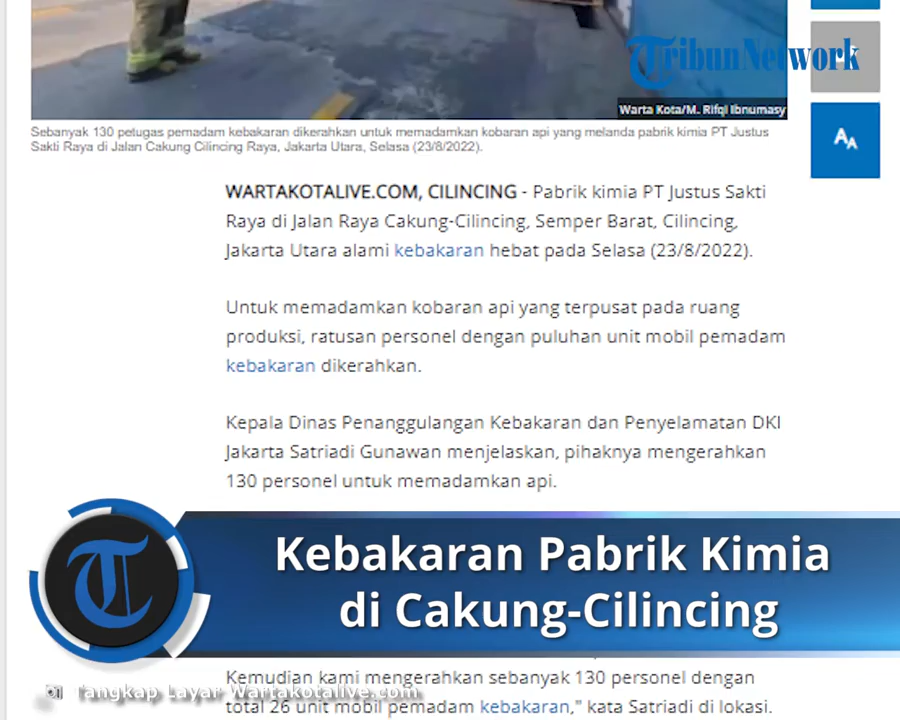 TribunNetwork
Warta Kota/M. Rifqi Ibnumasy
Sebanyak 130 petugas pemadam kebakaran dikerahkan untuk memadamkan kobaran api yang melanda pabrik kimia PT Justus
Sakti Raya di Jalan Cakung Cilincing Raya, Jakarta Utara, Selasa (23/8/2022).
AA
WARTAKOTALIVE.COM, CILINCING - Pabrik kimia PT Justus Sakti
Raya di Jalan Raya Cakung-Cilincing, Semper Barat, Cilincing,
Jakarta Utara alami kebakaran hebat pada Selasa (23/8/2022).
Untuk memadamkan kobaran api yang terpusat pada ruang
produksi, ratusan personel dengan puluhan unit mobil pemadam
kebakaran dikerahkan.
Kepala Dinas Penanggulangan Kebakaran dan Penyelamatan DKI
Jakarta Satriadi Gunawan menjelaskan, pihaknya mengerahkan
130 personel untuk memadamkan api.
T
Kebakaran Pabrik Kimia
di Cakung-Cilincing
Kemudian kami mengerahkan sebanyak 130 personel dengan
Tangkap Layar Wartakotalive.com
total 26 unit mobil pemadam kebakaran," kata Satriadi di lokasi.